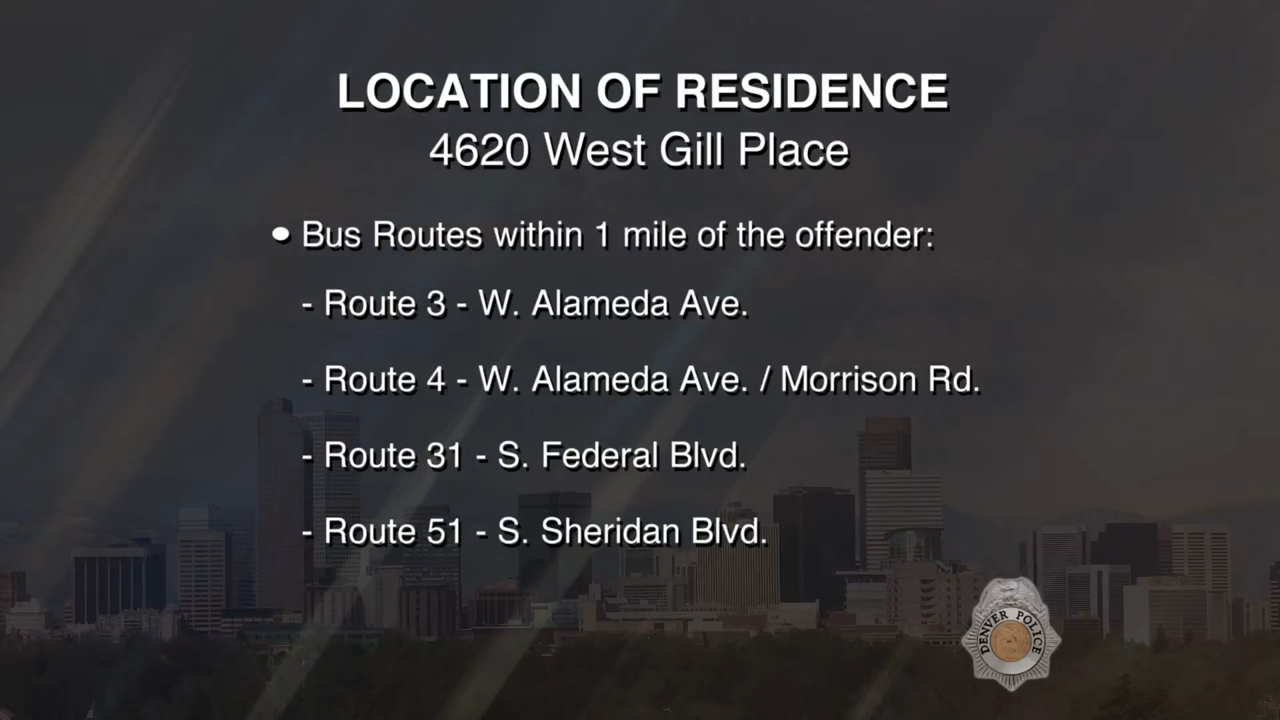 LOCATION OF RESIDENCE
4620 West Gill Place
• Bus Routes within 1 mile of the offender:
- Route 3 - W. Alameda Ave.
- Route 4 - W. Alameda Ave. / Morrison Rd.
- Route 31 - S. Federal Blvd.
- Route 51 - S. Sheridan Blvd.
DENVER POLICE